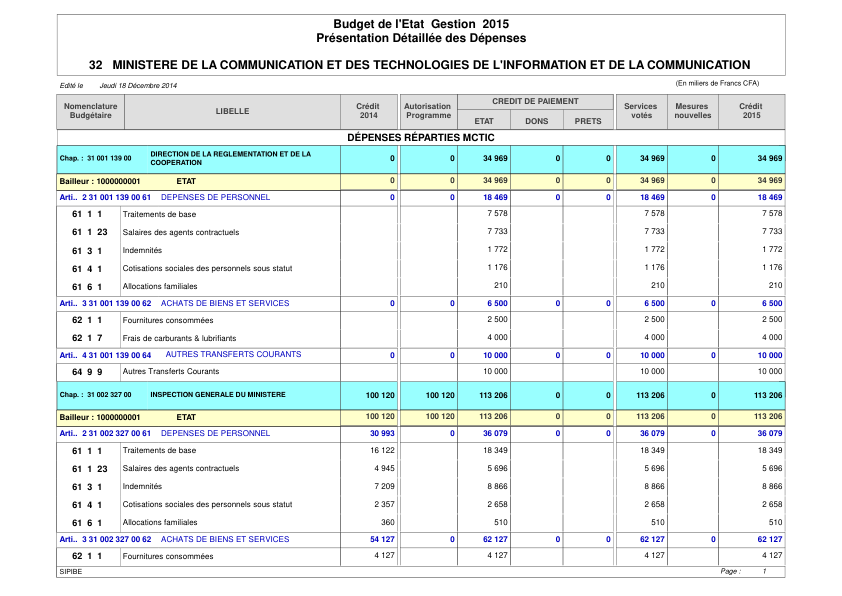 Budget de l'Etat Gestion 2015
Présentation Détaillée des Dépenses
32 MINISTERE DE LA COMMUNICATION ET DES TECHNOLOGIES DE L'INFORMATION ET DE LA COMMUNICATION
Edité le Jeudi 18 Décembre 2014 (En miliers de Francs CFA)
Nomenclature Budgétaire LIBELLE Crédit 2014 Autorisation Programme CREDIT DE PAIEMENT ETAT DONS PRETS Services votés Mesures nouvelles Crédit 2015
DÉPENSES RÉPARTIES MCTIC
Chap. : 31 001 139 00 DIRECTION DE LA REGLEMENTATION ET DE LA COOPERATION 0 0 34 969 0 0 34 969 0 34 969
Bailleur : 1000000001 ETAT 0 0 34 969 0 0 34 969 0 34 969
Arti.. 2 31 001 139 00 61 DEPENSES DE PERSONNEL 0 0 18 469 0 0 18 469 0 18 469
61 1 1 Traitements de base 7 578 7 578 7 578
61 1 23 Salaires des agents contractuels 7 733 7 733 7 733
61 3 1 Indemnités 1 772 1 772 1 772
61 4 1 Cotisations sociales des personnels sous statut 1 176 1 176 1 176
61 6 1 Allocations familiales 210 210 210
Arti.. 3 31 001 139 00 62 ACHATS DE BIENS ET SERVICES 0 0 6 500 0 0 6 500 0 6 500
62 1 1 Fournitures consommées 2 500 2 500 2 500
62 1 7 Frais de carburants & lubrifiants 4 000 4 000 4 000
Arti.. 4 31 001 139 00 64 AUTRES TRANSFERTS COURANTS 0 0 10 000 0 0 10 000 0 10 000
64 9 9 Autres Transferts Courants 10 000 10 000 10 000
Chap. : 31 002 327 00 INSPECTION GENERALE DU MINISTERE 100 120 100 120 113 206 0 0 113 206 0 113 206
Bailleur : 1000000001 ETAT 100 120 100 120 113 206 0 0 113 206 0 113 206
Arti.. 2 31 002 327 00 61 DEPENSES DE PERSONNEL 30 993 0 36 079 0 0 36 079 0 36 079
61 1 1 Traitements de base 16 122 18 349 18 349 18 349
61 1 23 Salaires des agents contractuels 4 945 5 696 5 696 5 696
61 3 1 Indemnités 7 209 8 866 8 866 8 866
61 4 1 Cotisations sociales des personnels sous statut 2 357 2 658 2 658 2 658
61 6 1 Allocations familiales 360 510 510 510
Arti.. 3 31 002 327 00 62 ACHATS DE BIENS ET SERVICES 54 127 0 62 127 0 0 62 127 0 62 127
62 1 1 Fournitures consommées 4 127 4 127 4 127 4 127
SIPIBE Page : 1